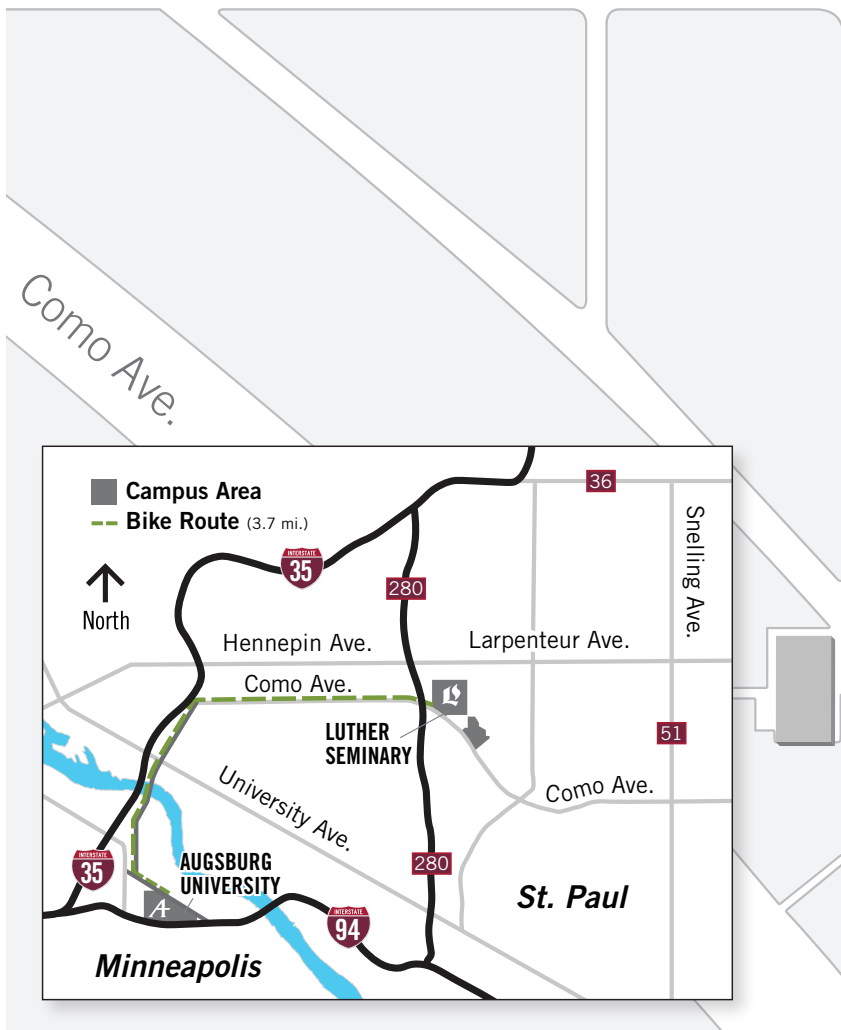 Como Ave.
Campus Area
Bike Route (3.7 mi.)
North
36
Snelling Ave.
INTERSTATE
35
280
Hennepin Ave.
Larpenteur Ave.
Como Ave.
LUTHER
SEMINARY
51
University Ave.
Como Ave.
INTERSTATE
35
AUGSBURG
UNIVERSITY
280
A
INTERSTATE
94
St. Paul
Minneapolis